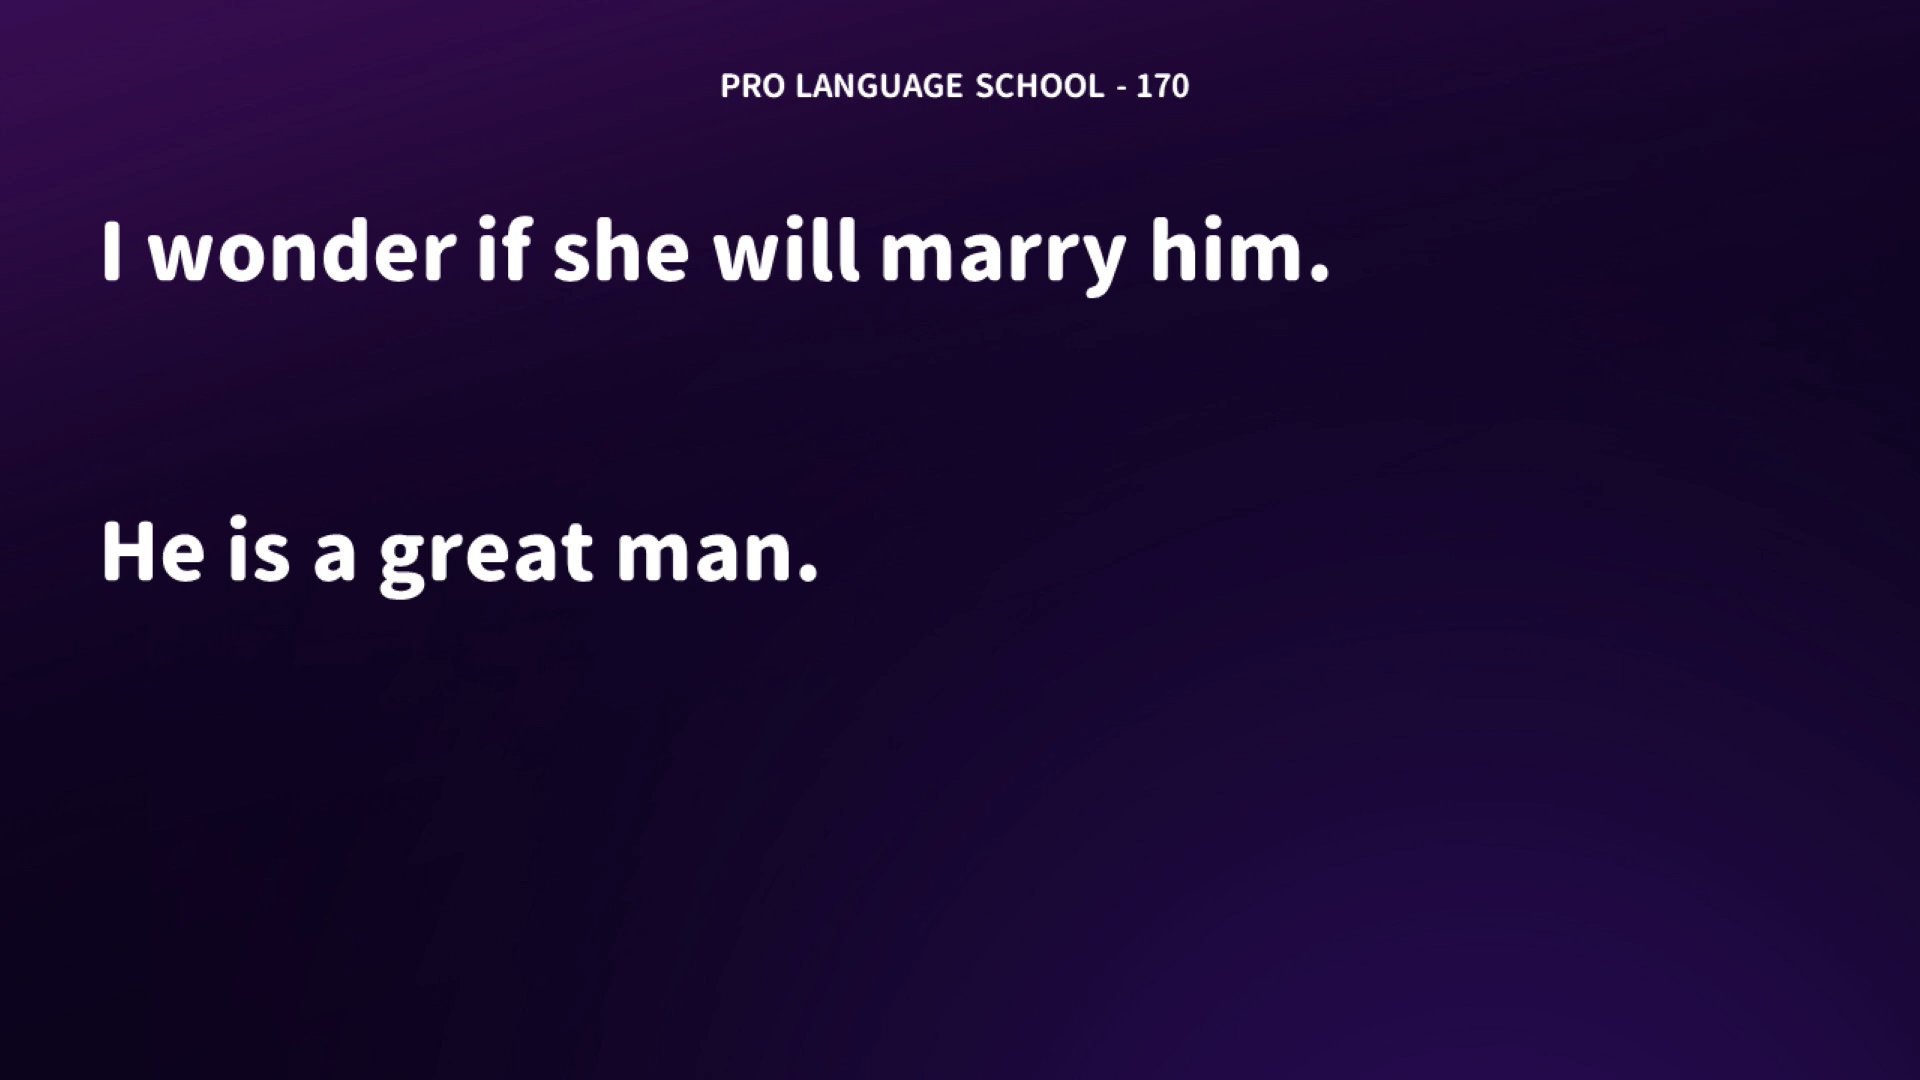 PRO LANGUAGE SCHOOL - 170
I wonder if she will marry him.
He is a great man.